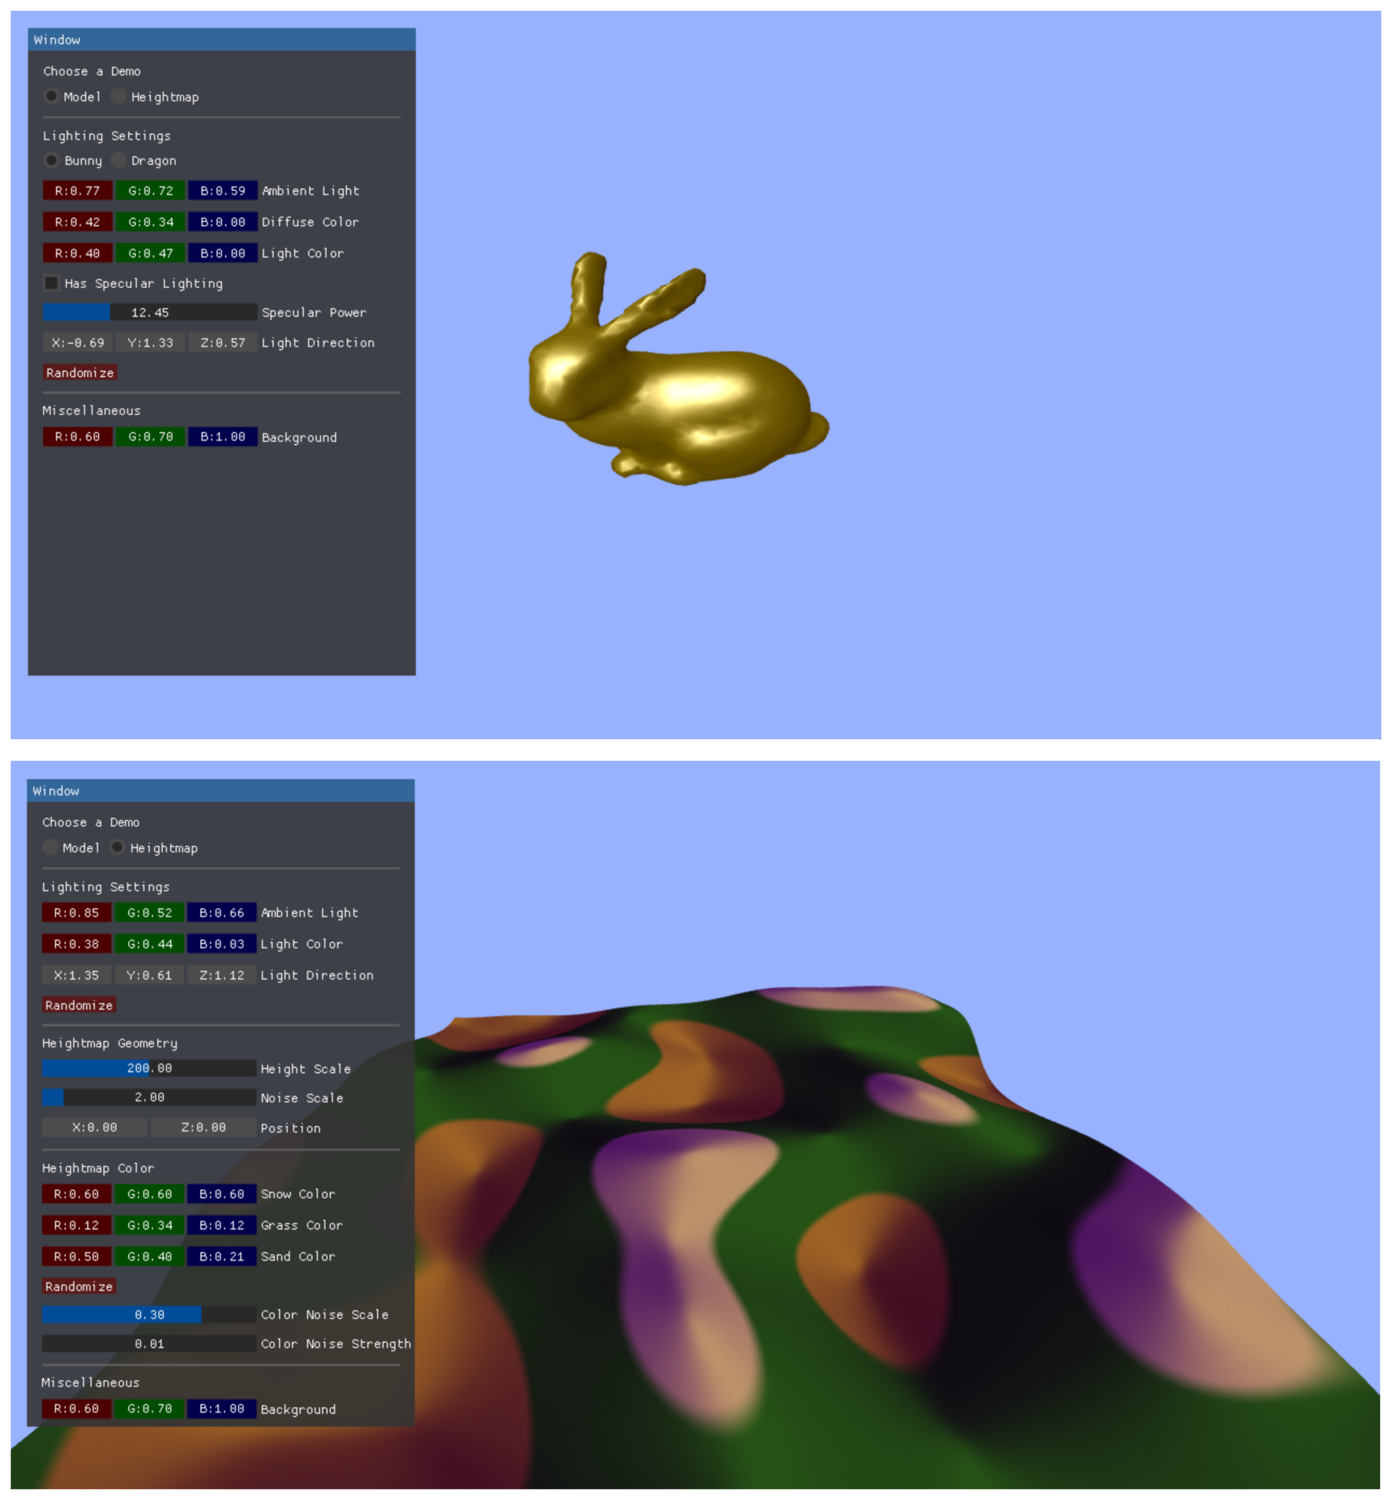 Window
Choose a Demo
Model Heightmap
Lighting Settings
Bunny Dragon
R:0.77 G:0.72 B:0.59 Ambient Light
R:0.42 G:0.34 B:0.00 Diffuse Color
R:0.40 G:0.47 B:0.00 Light Color
Has Specular Lighting
12.45 Specular Power
X:-0.69 Y:1.33 Z:0.57 Light Direction
Randomize
Miscellaneous
R:0.60 G:0.70 B:1.00 Background
Window
Choose a Demo
Model Heightmap
Lighting Settings
R:0.85 G:0.52 B:0.66 Ambient Light
R:0.38 G:0.44 B:0.03 Light Color
X:1.35 Y:0.61 Z:1.12 Light Direction
Randomize
Heightmap Geometry
200.00 Height Scale
2.00 Noise Scale
X:0.00 Z:0.00 Position
Heightmap Color
R:0.60 G:0.60 B:0.60 Snow Color
R:0.12 G:0.34 B:0.12 Grass Color
R:0.50 G:0.40 B:0.21 Sand Color
Randomize
0.30 Color Noise Scale
0.01 Color Noise Strength
Miscellaneous
R:0.60 G:0.70 B:1.00 Background